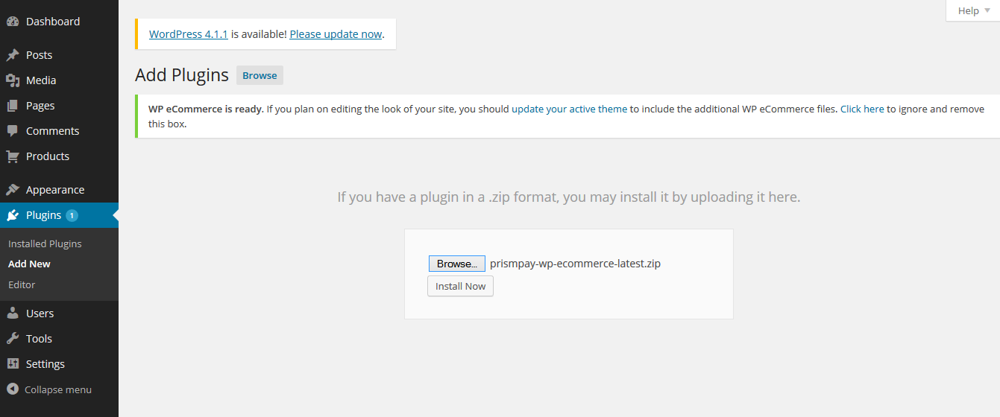 Dashboard
Posts
Media
Pages
Comments
Products
Appearance
Plugins 1
Installed Plugins
Add New
Editor
Users
Tools
Settings
Collapse menu
Help
WordPress 4.1.1 is available! Please update now.
Add Plugins Browse
WP eCommerce is ready. If you plan on editing the look of your site, you should update your active theme to include the additional WP eCommerce files. Click here to ignore and remove
this box.
If you have a plugin in a .zip format, you may install it by uploading it here.
Browse... prismpay-wp-ecommerce-latest.zip
Install Now